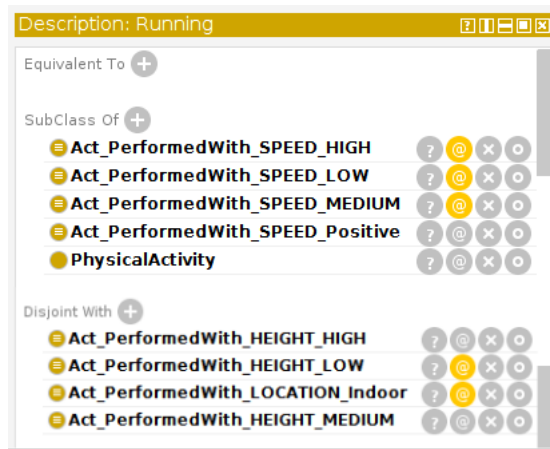 Description: Running
Equivalent To
SubClass Of
Act_PerformedWith_SPEED_HIGH
Act_PerformedWith_SPEED_LOW
Act_PerformedWith_SPEED_MEDIUM
Act_PerformedWith_SPEED_Positive
PhysicalActivity
Disjoint With
Act_PerformedWith_HEIGHT_HIGH
Act_PerformedWith_HEIGHT_LOW
Act_PerformedWith_LOCATION_Indoor
Act_PerformedWith_HEIGHT_MEDIUM